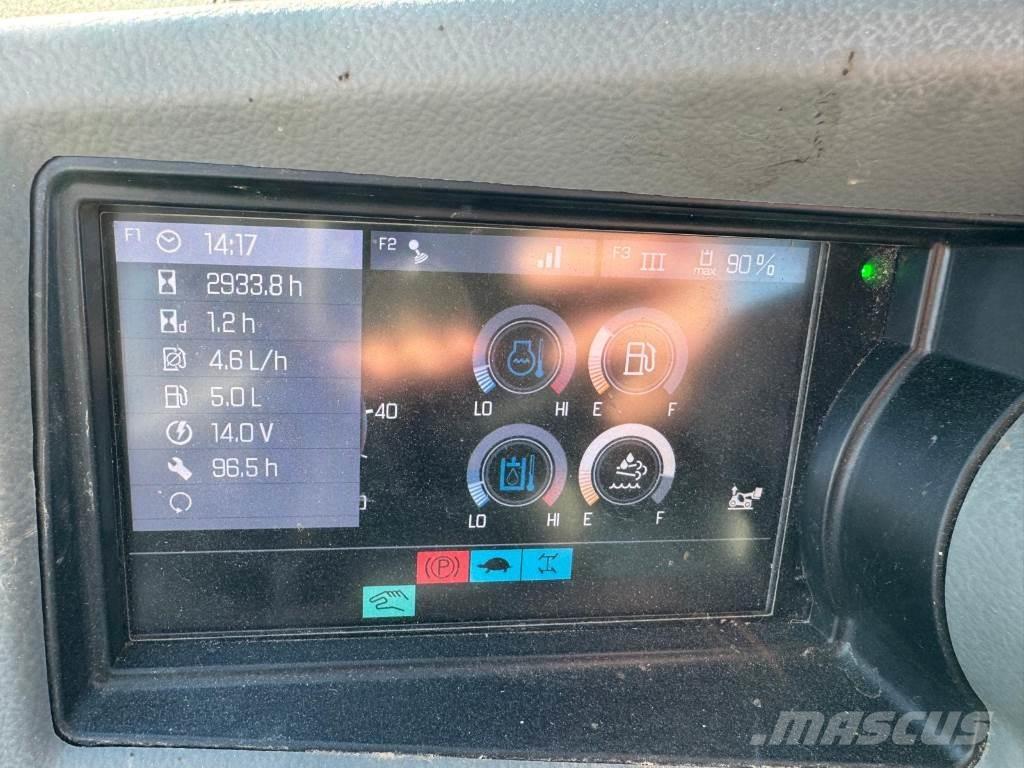 F1 14:17
F2
F3 III max 90%
2933.8 h
d 1.2 h
4.6 L/h
5.0 L
14.0 V
96.5 h
40
LO HI E F
LO HI E F
P
MASCUS